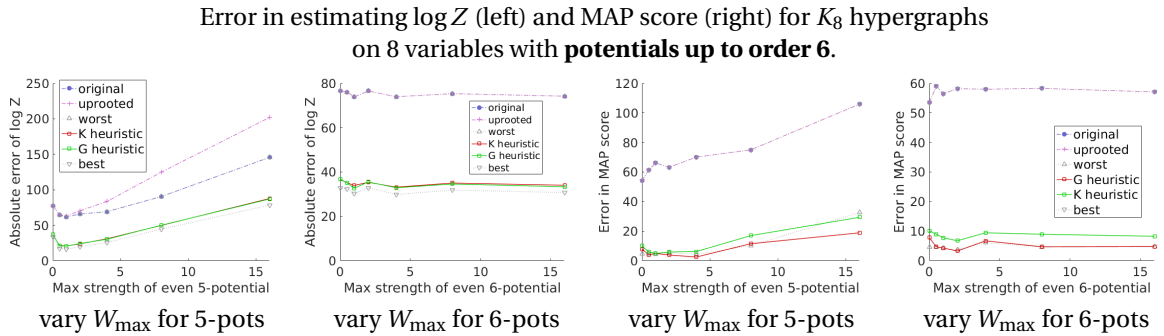 Error in estimating log Z (left) and MAP score (right) for K8 hypergraphs
on 8 variables with potentials up to order 6.
Absolute error of log Z
250
200
150
100
50
0
0
5
10
15
original
uprooted
worst
K heuristic
G heuristic
best
Max strength of even 5-potential
vary Wmax for 5-pots
Absolute error of log Z
80
60
40
20
0
0
5
10
15
original
uprooted
worst
K heuristic
G heuristic
best
Max strength of even 6-potential
vary Wmax for 6-pots
Error in MAP score
120
100
80
60
40
20
0
0
5
10
15
Max strength of even 5-potential
vary Wmax for 5-pots
Error in MAP score
60
50
40
30
20
10
0
0
5
10
15
original
uprooted
worst
G heuristic
K heuristic
best
Max strength of even 6-potential
vary Wmax for 6-pots